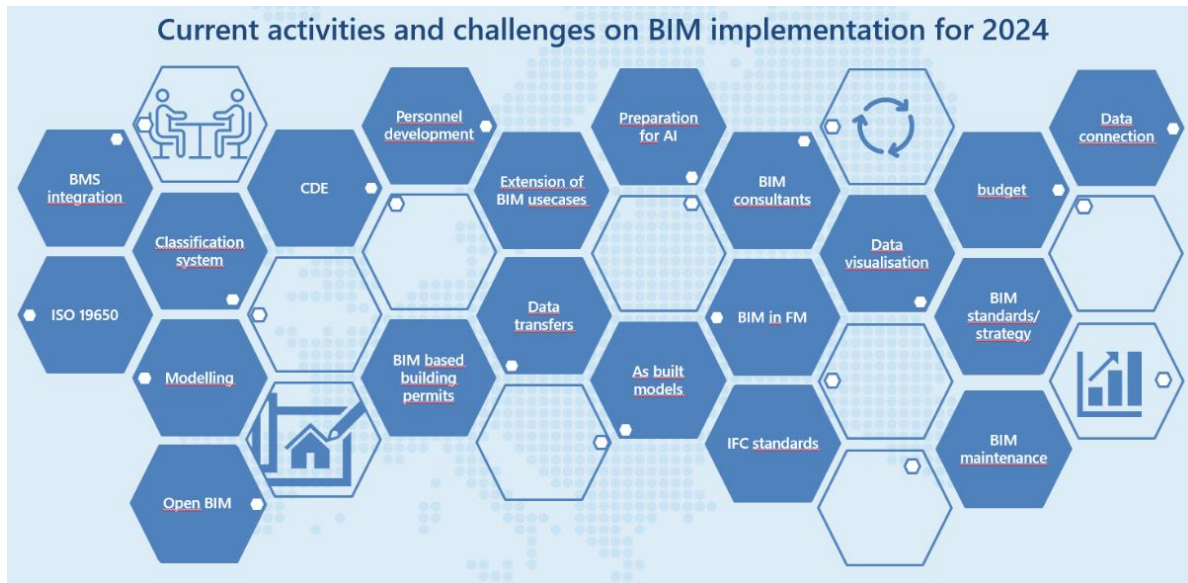 Current activities and challenges on BIM implementation for 2024
BMS
integration
Classification
system
ISO 19650
Modelling
Open BIM
CDE
Personnel
development
Extension of
BIM usecases
Data
transfers
BIM based
building
permits
Preparation
for AI
As built
models
BIM
consultants
BIM in FM
IFC standards
Data
visualisation
budget
BIM
standards/
strategy
BIM
maintenance
Data
connection